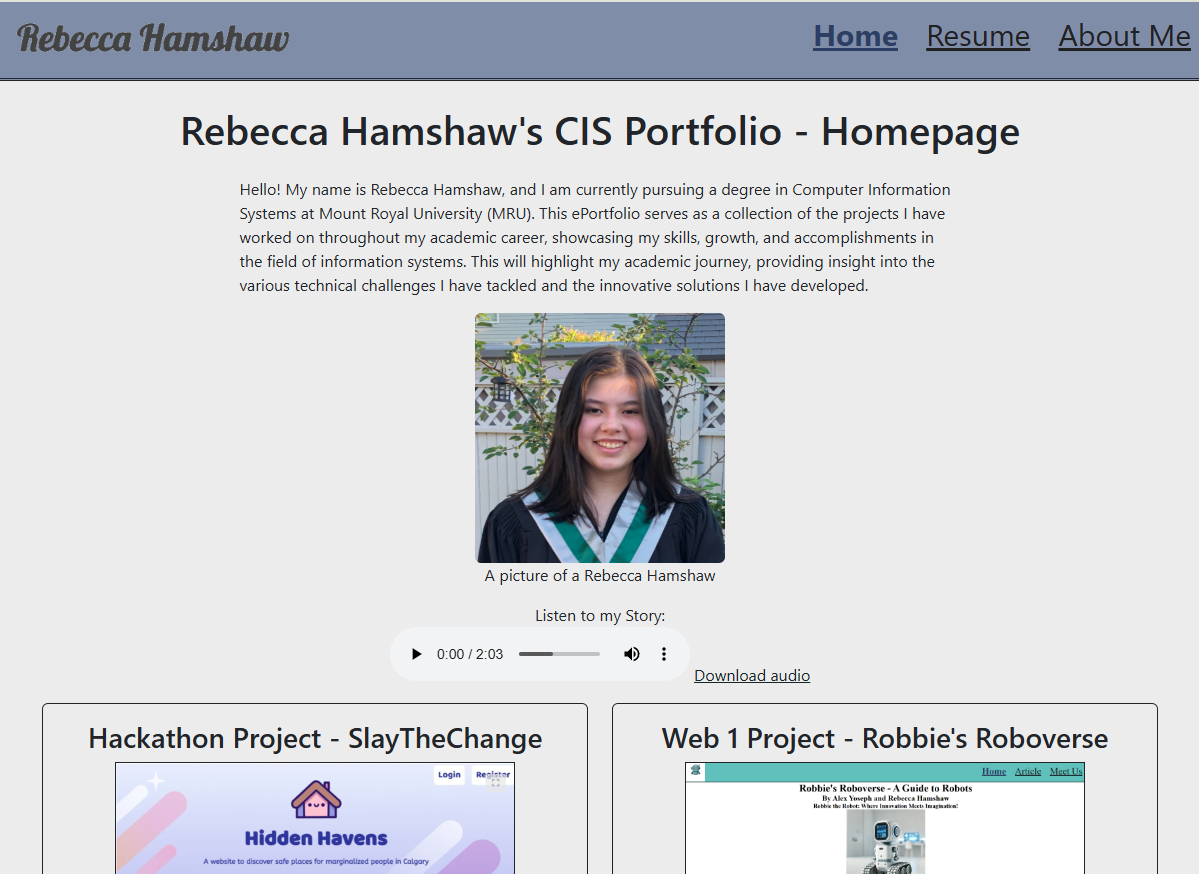 Rebecca Hamshaw
Home Resume About Me
Rebecca Hamshaw's CIS Portfolio - Homepage
Hello! My name is Rebecca Hamshaw, and I am currently pursuing a degree in Computer Information
Systems at Mount Royal University (MRU). This ePortfolio serves as a collection of the projects I have
worked on throughout my academic career, showcasing my skills, growth, and accomplishments in
the field of information systems. This will highlight my academic journey, providing insight into the
various technical challenges I have tackled and the innovative solutions I have developed.
A picture of a Rebecca Hamshaw
Listen to my Story:
0:00 / 2:03
Download audio
Hackathon Project - SlayTheChange
Login Register
Hidden Havens
A website to discover safe places for marginalized people in Calgary
Web 1 Project - Robbie's Roboverse
Home Article Meet Us
Robbie's Roboverse - A Guide to Robots
By Alex Yoseph and Rebecca Hamshaw
Robbie the Robot: Where Innovation Meets Imagination!